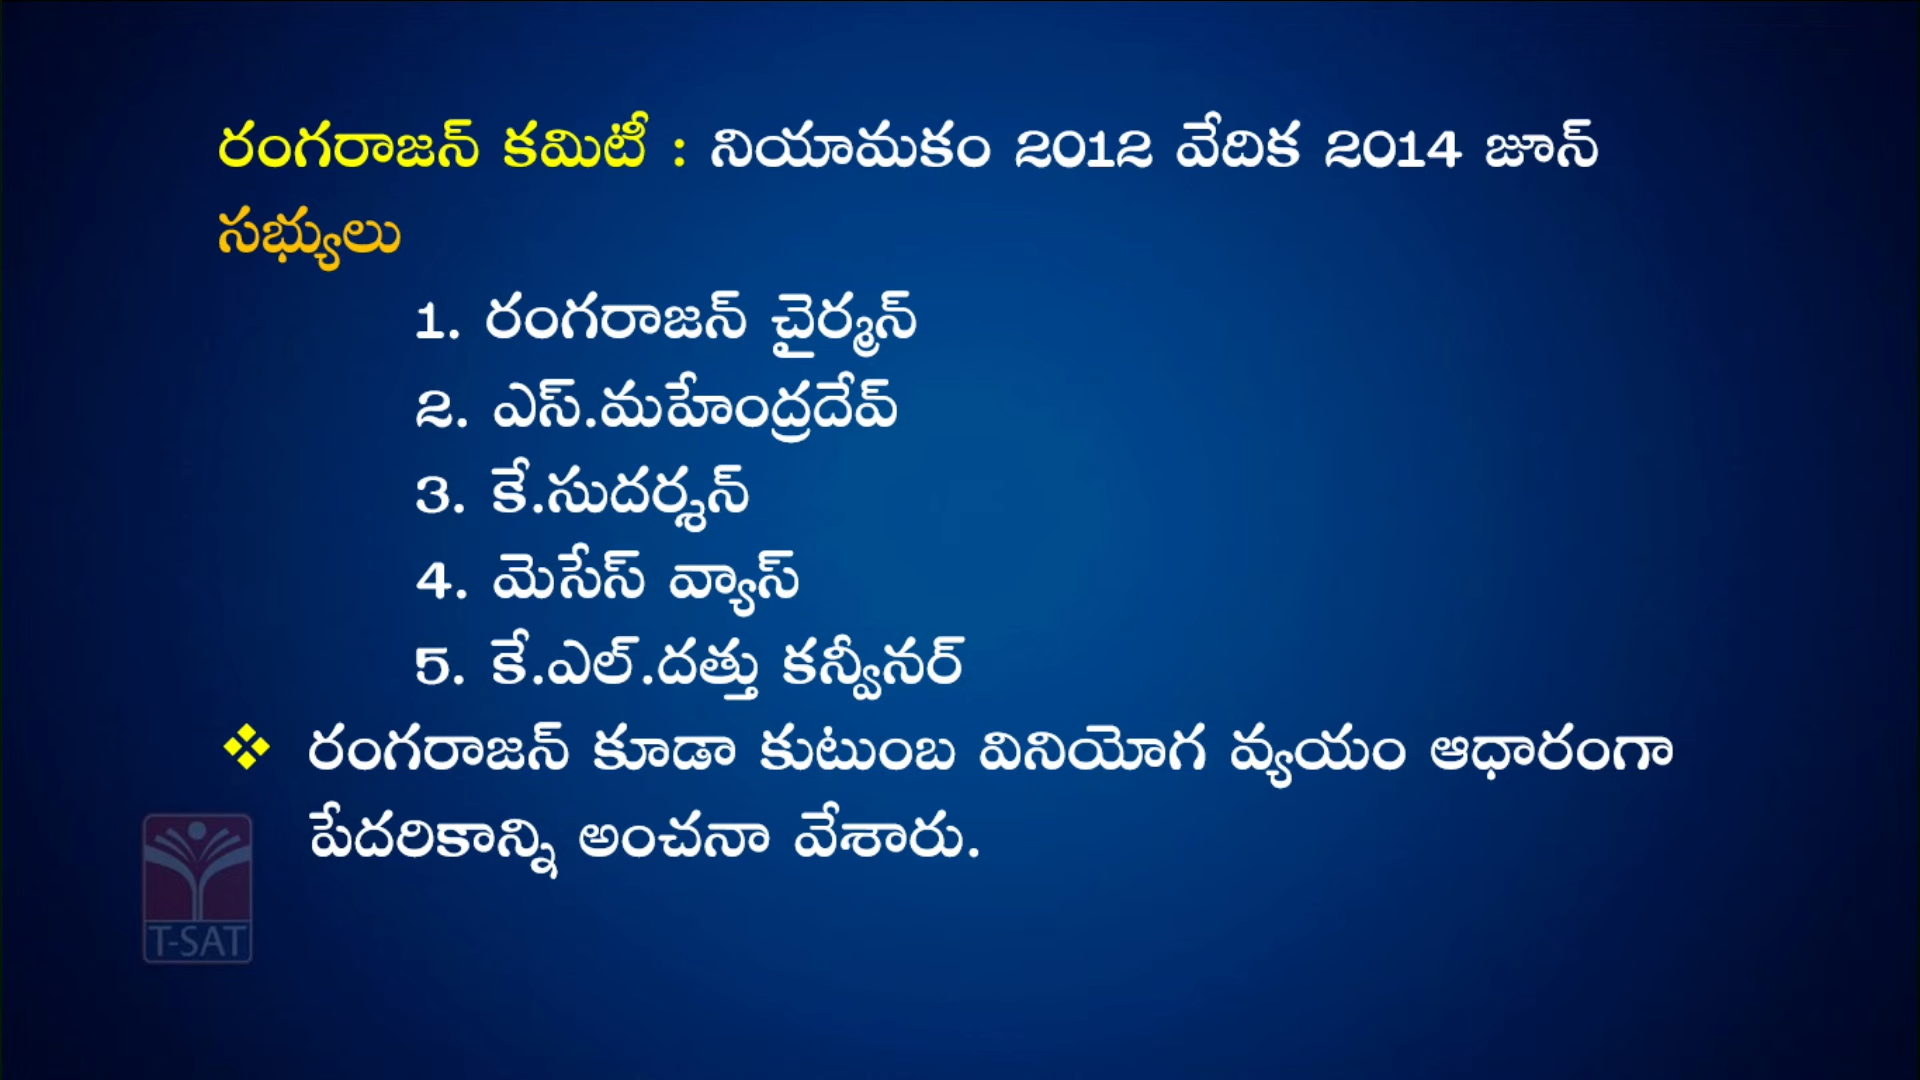 రంగరాజన్ కమిటీ : నియామకం 2012 వేదిక 2014 జూన్
సభ్యులు
1. రంగరాజన్ చైర్మన్
2. ఎస్.మహేంద్రదేవ్
3. కే.సుదర్శన్
4. మెసేస్ వ్యాస్
5. కే.ఎల్.దత్తు కన్వీనర్
❖ రంగరాజన్ కూడా కుటుంబ వినియోగ వ్యయం ఆధారంగా
పేదరికాన్ని అంచనా వేశారు.
T-SAT